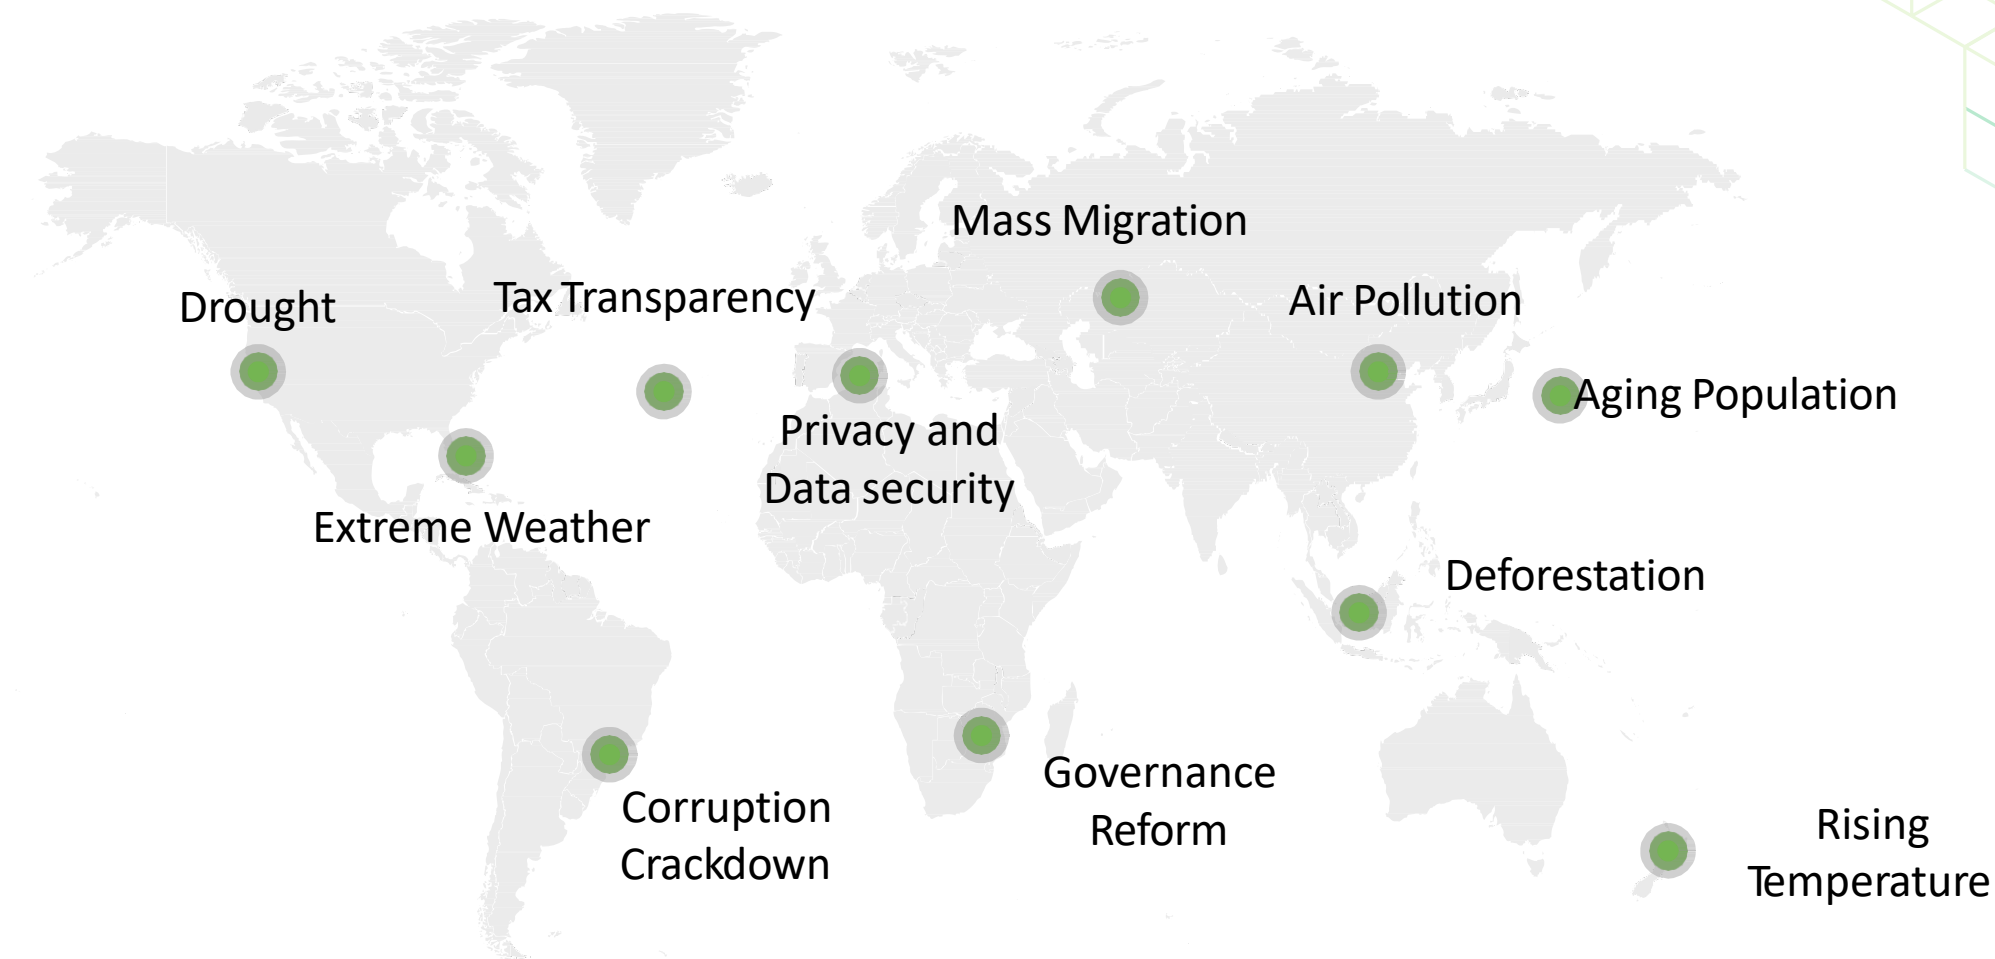 Mass Migration
Drought
Tax Transparency
Air Pollution
Aging Population
Privacy and
Data security
Extreme Weather
Deforestation
Governance
Reform
Corruption
Crackdown
Rising
Temperature